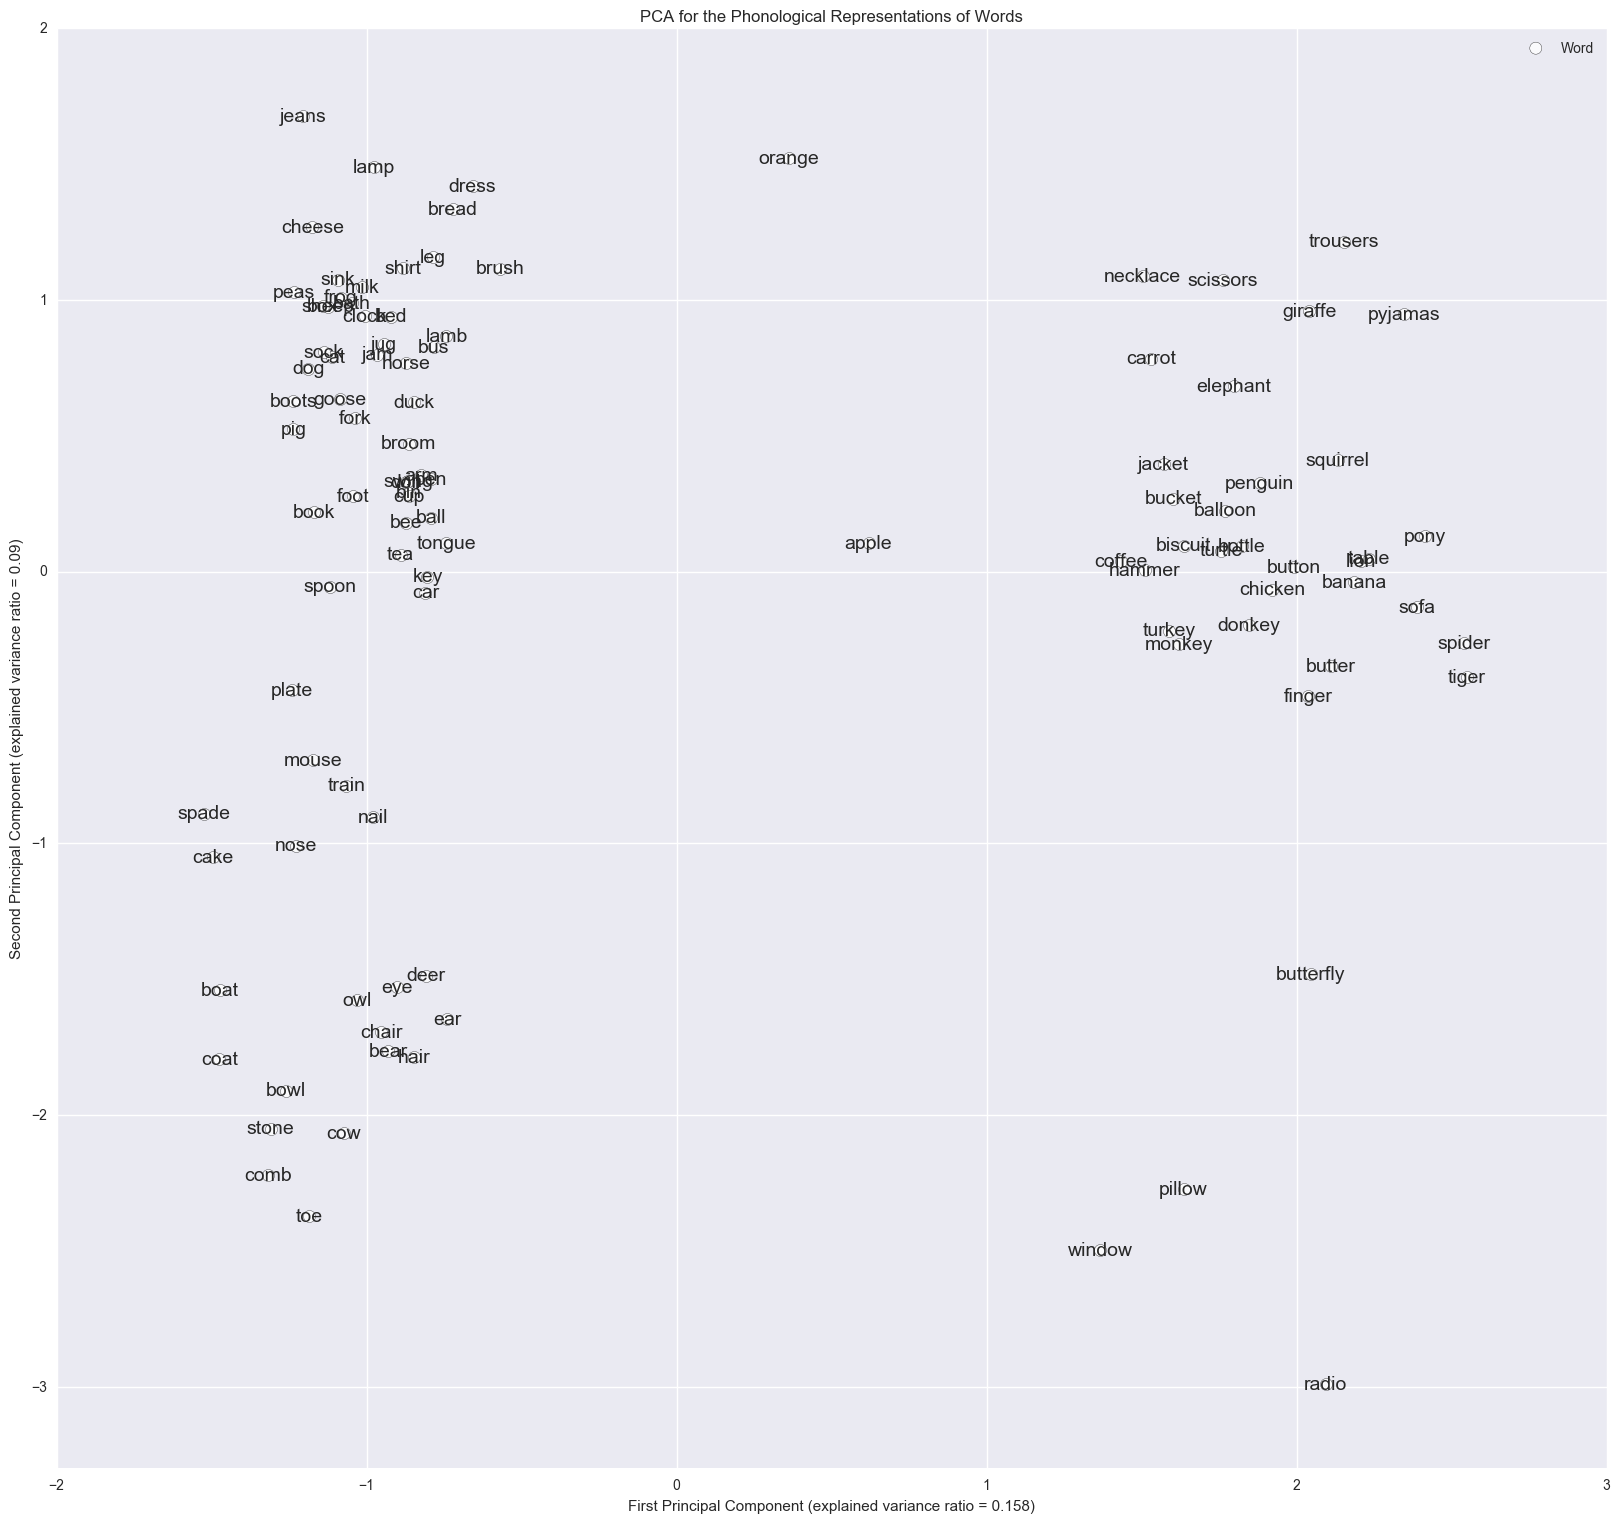 PCA for the Phonological Representations of Words
2
Word
jeans
orange
lamp
dress
bread
cheese
trousers
leg
shirt
brush
necklace
scissors
sink
milk
peas
1
frog
bath
giraffe
clock
bed
pyjamas
lamb
jug
bus
sock
cat
jam
horse
carrot
dog
elephant
boots
goose
duck
fork
pig
broom
squirrel
jacket
arm
penguin
bin
cup
foot
bucket
book
ball
balloon
bee
pony
tongue
apple
biscuit
bottle
turtle
tea
coffee
table
lion
0
hammer
button
key
banana
spoon
car
chicken
sofa
donkey
turkey
monkey
spider
butter
tiger
plate
finger
mouse
train
spade
nail
−1
nose
cake
butterfly
deer
eye
boat
owl
ear
chair
bear
hair
coat
bowl
−2
stone
cow
comb
pillow
toe
window
−3
radio
Second Principal Component (explained variance ratio = 0.09)
−2
−1
0
1
2
3
First Principal Component (explained variance ratio = 0.158)